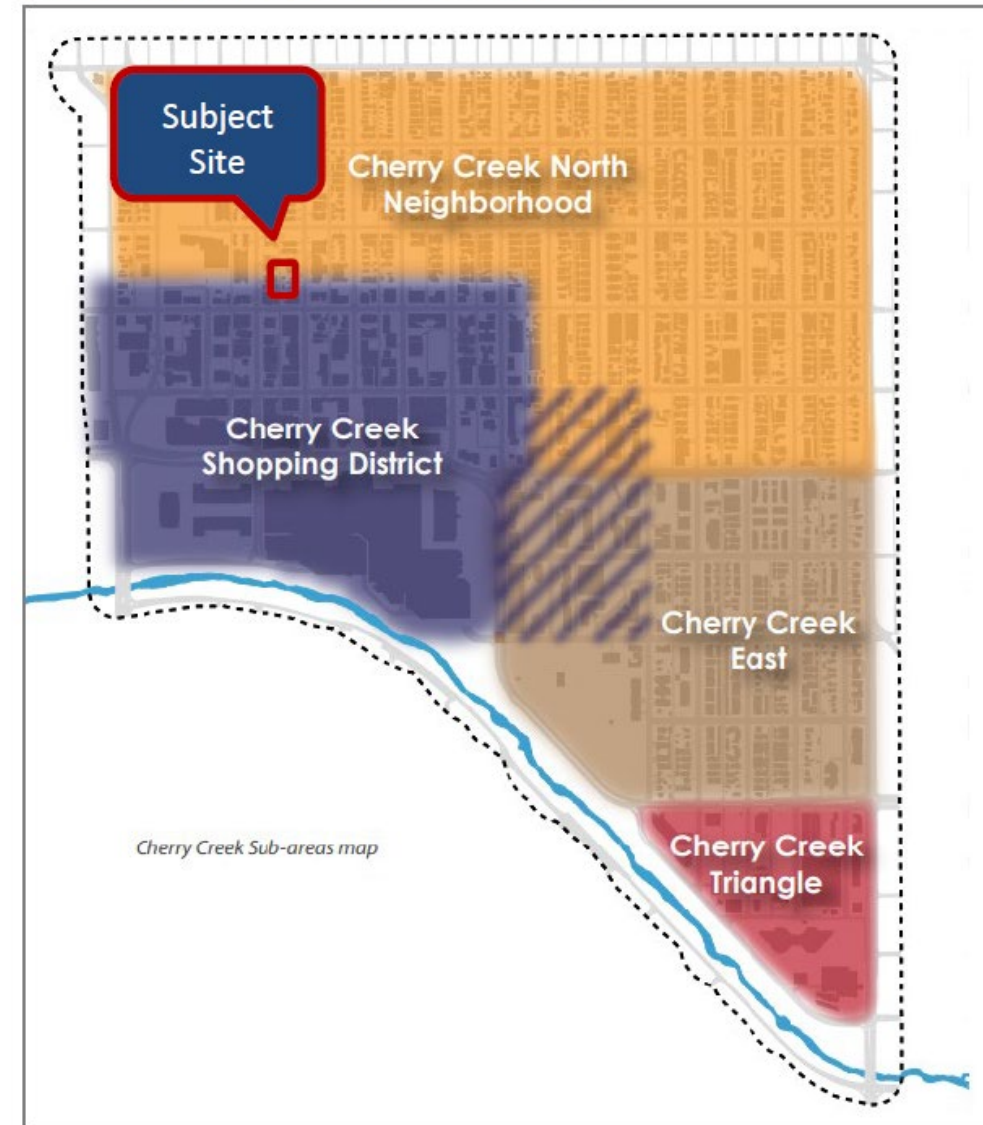 Subject
Site
Cherry Creek North
Neighborhood
Cherry Creek
Shopping District
Cherry Creek
East
Cherry Creek
Triangle
Cherry Creek Sub-areas map